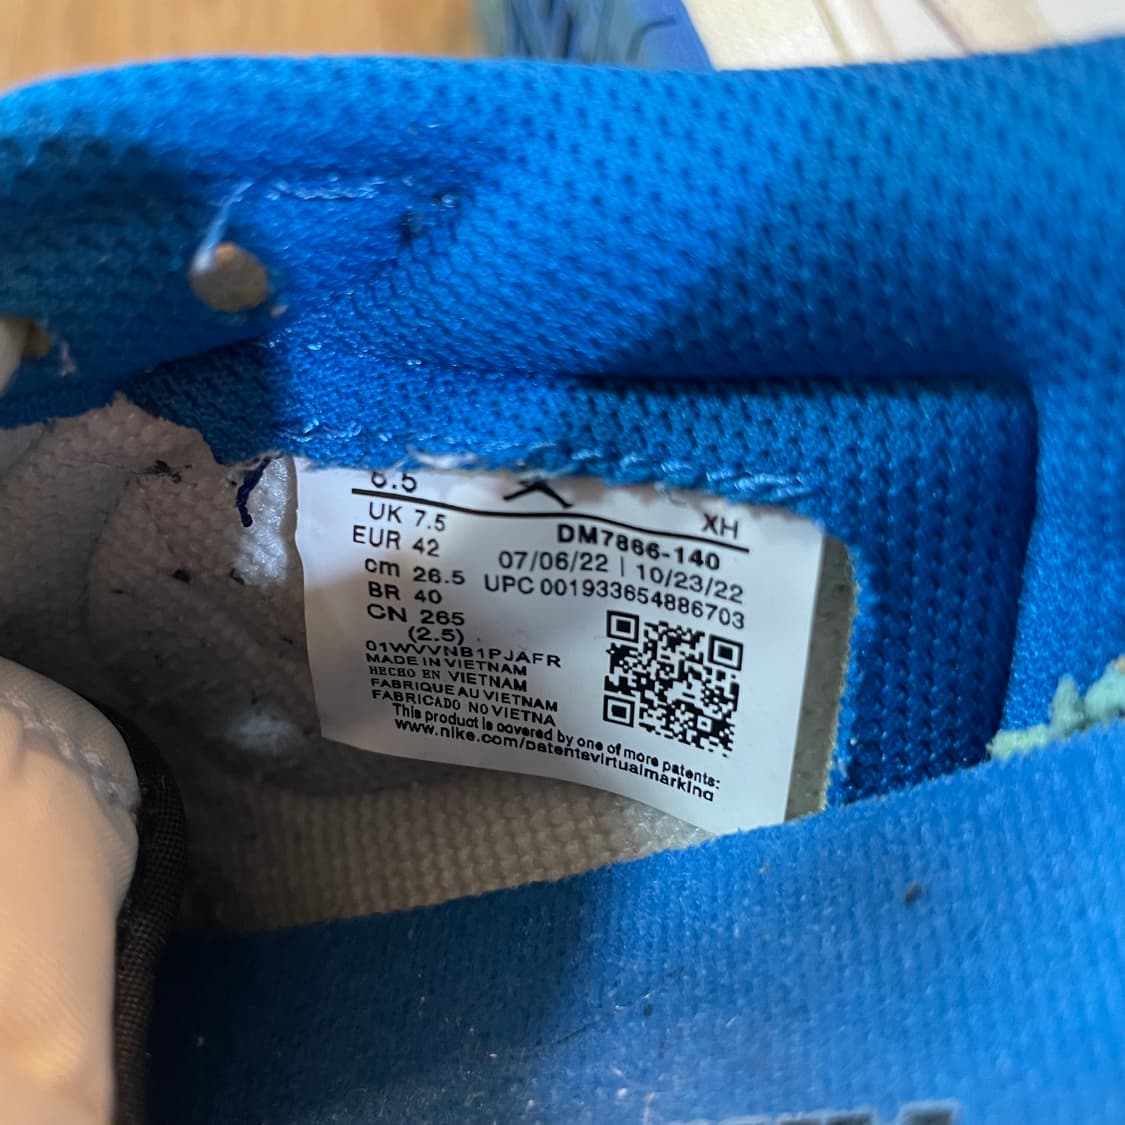 8.5
UK 7.5
EUR 42
cm 26.5
BR 40
CN 265
(2.5)
XH
DM7866-140
07/06/22 | 10/23/22
UPC 001933654886703
01WVVNB1PJAFR
MADE IN VIETNAM
HECHO EN VIETNAM
FABRIQUE AU VIETNAM
FABRICADO NO VIETNA
This product is covered by one of more patents:
www.nike.com/patentsvirtualmarking